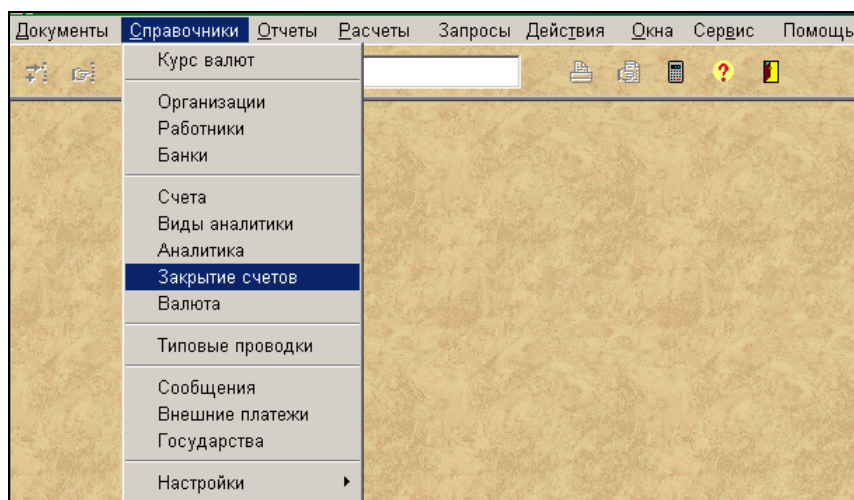 Документы Справочники Отчеты Расчеты Запросы Действия Окна Сервис Помощь
Курс валют
Организации
Работники
Банки
Счета
Виды аналитики
Аналитика
Закрытие счетов
Валюта
Типовые проводки
Сообщения
Внешние платежи
Государства
Настройки